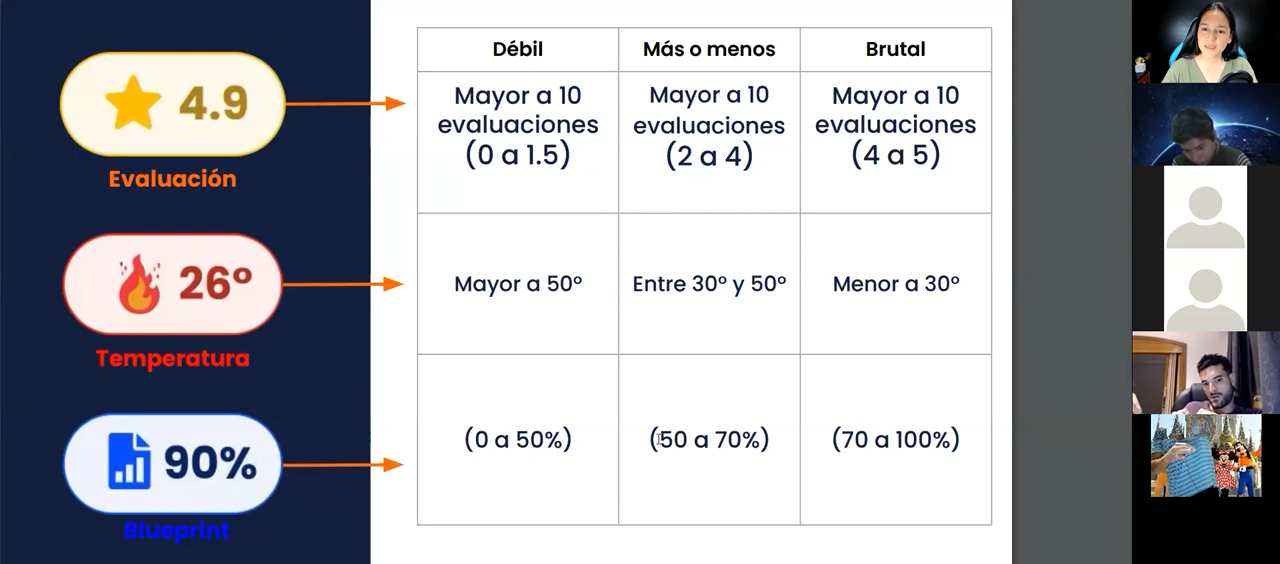 4.9
Evaluación
26°
Temperatura
90%
Blueprint
Débil
Más o menos
Brutal
Mayor a 10
evaluaciones
(0 a 1.5)
Mayor a 10
evaluaciones
(2 a 4)
Mayor a 10
evaluaciones
(4 a 5)
Mayor a 50°
Entre 30° y 50°
Menor a 30°
(0 a 50%)
(50 a 70%)
(70 a 100%)